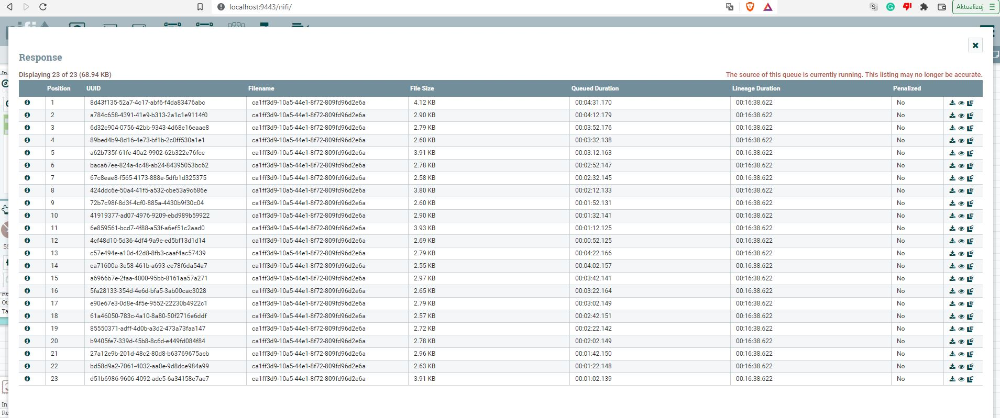 localhost:9443/nifi/
Aktualizuj
Response
Displaying 23 of 23 (68.94 KB)
The source of this queue is currently running. This listing may no longer be accurate.
Position UUID Filename File Size Queued Duration Lineage Duration Penalized
1 8d43f135-52a7-4c17-abf6-f4da83476abc ca1ff3d9-10a5-44e1-8f72-809fd96d2e6a 4.12 KB 00:04:31.170 00:16:38.622 No
2 a784c658-4391-41e9-b313-2a1c1e9114f0 ca1ff3d9-10a5-44e1-8f72-809fd96d2e6a 2.90 KB 00:04:12.179 00:16:38.622 No
3 6d32c904-0756-42bb-9343-4d68e16eaae8 ca1ff3d9-10a5-44e1-8f72-809fd96d2e6a 2.79 KB 00:03:52.176 00:16:38.622 No
4 89bed4b9-8d16-4e73-bf1b-2c0ff530a1e1 ca1ff3d9-10a5-44e1-8f72-809fd96d2e6a 2.60 KB 00:03:32.138 00:16:38.622 No
5 a62b735f-61fe-40a2-9902-62b322e76fce ca1ff3d9-10a5-44e1-8f72-809fd96d2e6a 3.91 KB 00:03:12.163 00:16:38.622 No
6 baca67ee-824a-4c48-ab24-84395053bc62 ca1ff3d9-10a5-44e1-8f72-809fd96d2e6a 2.78 KB 00:02:52.147 00:16:38.622 No
7 67c8eae8-f565-4173-888e-5dfb1d325375 ca1ff3d9-10a5-44e1-8f72-809fd96d2e6a 2.58 KB 00:02:32.145 00:16:38.622 No
8 424ddc6e-50a4-41f5-a532-cbe53a9c686e ca1ff3d9-10a5-44e1-8f72-809fd96d2e6a 3.80 KB 00:02:12.133 00:16:38.622 No
9 72b7c98f-8d3f-4cf0-885a-4430b9f30c04 ca1ff3d9-10a5-44e1-8f72-809fd96d2e6a 2.60 KB 00:01:52.131 00:16:38.622 No
10 41919377-ad07-4976-9209-ebd989b59922 ca1ff3d9-10a5-44e1-8f72-809fd96d2e6a 2.90 KB 00:01:32.141 00:16:38.622 No
11 6e859561-bcd7-4f88-a53f-a6ef51c2aad0 ca1ff3d9-10a5-44e1-8f72-809fd96d2e6a 3.93 KB 00:01:12.125 00:16:38.622 No
12 4cf48d10-5d36-4df4-9a9e-ed5bf13d1d14 ca1ff3d9-10a5-44e1-8f72-809fd96d2e6a 2.69 KB 00:00:52.125 00:16:38.622 No
13 c57e494e-a10d-42d8-8fb3-caaf4ac57439 ca1ff3d9-10a5-44e1-8f72-809fd96d2e6a 2.79 KB 00:04:22.166 00:16:38.622 No
14 ca71600a-3e58-461b-a693-ce78f6da54a7 ca1ff3d9-10a5-44e1-8f72-809fd96d2e6a 2.55 KB 00:04:02.157 00:16:38.622 No
15 a6966b7e-2faa-4000-95bb-8161aa57a271 ca1ff3d9-10a5-44e1-8f72-809fd96d2e6a 2.97 KB 00:03:42.141 00:16:38.622 No
16 5fa28133-354d-4e6d-bfa5-3ab00cac3028 ca1ff3d9-10a5-44e1-8f72-809fd96d2e6a 2.65 KB 00:03:22.164 00:16:38.622 No
17 e90e67e3-0d8e-4f5e-9552-22230b4922c1 ca1ff3d9-10a5-44e1-8f72-809fd96d2e6a 2.79 KB 00:03:02.149 00:16:38.622 No
18 61a46050-783c-4a10-8a80-50f2716e6ddf ca1ff3d9-10a5-44e1-8f72-809fd96d2e6a 2.57 KB 00:02:42.151 00:16:38.622 No
19 85550371-adff-4d0b-a3d2-473a73faa147 ca1ff3d9-10a5-44e1-8f72-809fd96d2e6a 2.72 KB 00:02:22.142 00:16:38.622 No
20 b9405fe7-339d-45b8-8c6d-e449fd084f84 ca1ff3d9-10a5-44e1-8f72-809fd96d2e6a 2.78 KB 00:02:02.149 00:16:38.622 No
21 27a12e9b-201d-48c2-80d8-b63769675acb ca1ff3d9-10a5-44e1-8f72-809fd96d2e6a 2.96 KB 00:01:42.150 00:16:38.622 No
22 bd58d9a2-7061-4032-aa0e-9d8dce984a99 ca1ff3d9-10a5-44e1-8f72-809fd96d2e6a 2.63 KB 00:01:22.148 00:16:38.622 No
23 d51b6986-9606-4092-adc5-6a34158c7ae7 ca1ff3d9-10a5-44e1-8f72-809fd96d2e6a 3.91 KB 00:01:02.139 00:16:38.622 No
In
Re